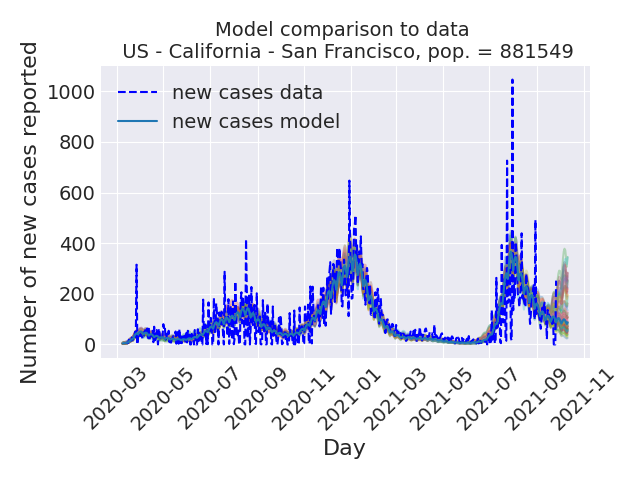 Model comparison to data
US - California - San Francisco, pop. = 881549
Number of new cases reported
1000
800
600
400
200
0
new cases data
new cases model
2020-03
2020-05
2020-07
2020-09
2020-11
2021-01
2021-03
2021-05
2021-07
2021-09
2021-11
Day